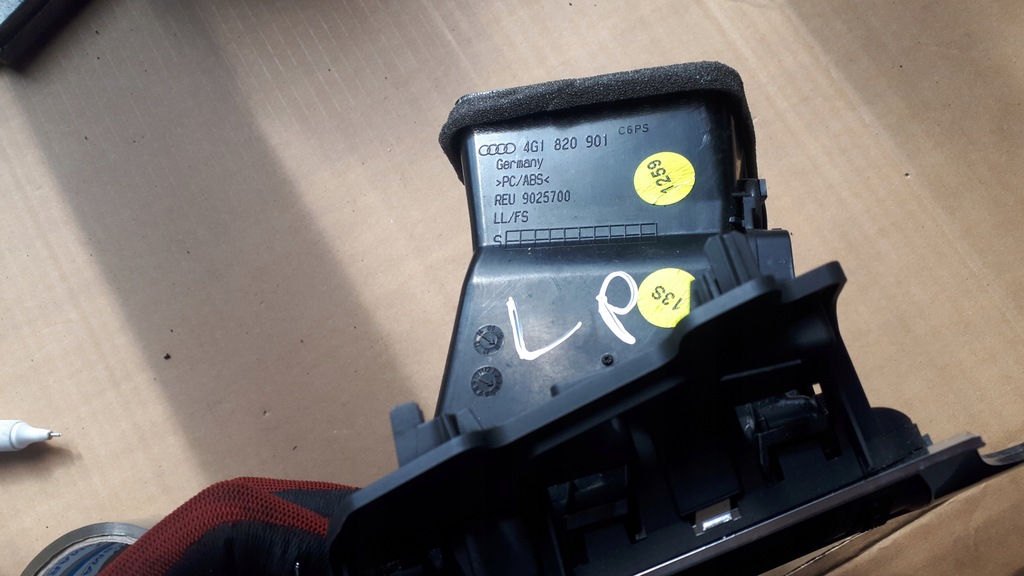 4G1 820 901
C6PS
Germany
>PC/ABS<
1259
REU 9025700
LL/FS
S
13S
LP